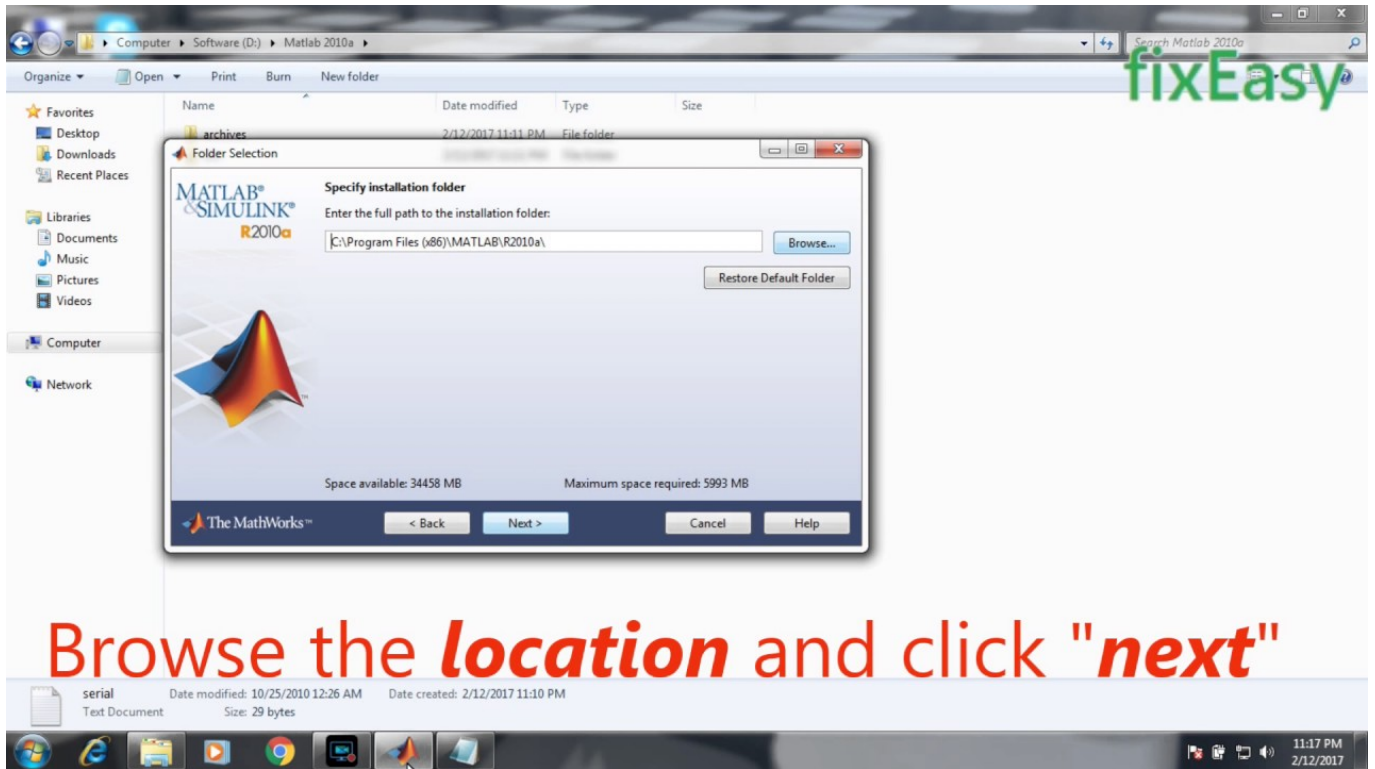 Computer ▸ Software (D:) ▸ Matlab 2010a ▸
Search Matlab 2010a
fixEasy
Organize
Open
Print
Burn
New folder
Name
Date modified
Type
Size
Favorites
Desktop
Downloads
Recent Places
Libraries
Documents
Music
Pictures
Videos
Computer
Network
archives
2/12/2017 11:11 PM
File folder
Folder Selection
MATLAB®
&SIMULINK®
R2010a
Specify installation folder
Enter the full path to the installation folder:
C:\Program Files (x86)\MATLAB\R2010a\
Browse...
Restore Default Folder
Space available: 34458 MB
Maximum space required: 5993 MB
The MathWorks™
< Back
Next >
Cancel
Help
Browse the location and click "next"
serial
Date modified: 10/25/2010 12:26 AM
Date created: 2/12/2017 11:10 PM
Text Document
Size: 29 bytes
11:17 PM
2/12/2017